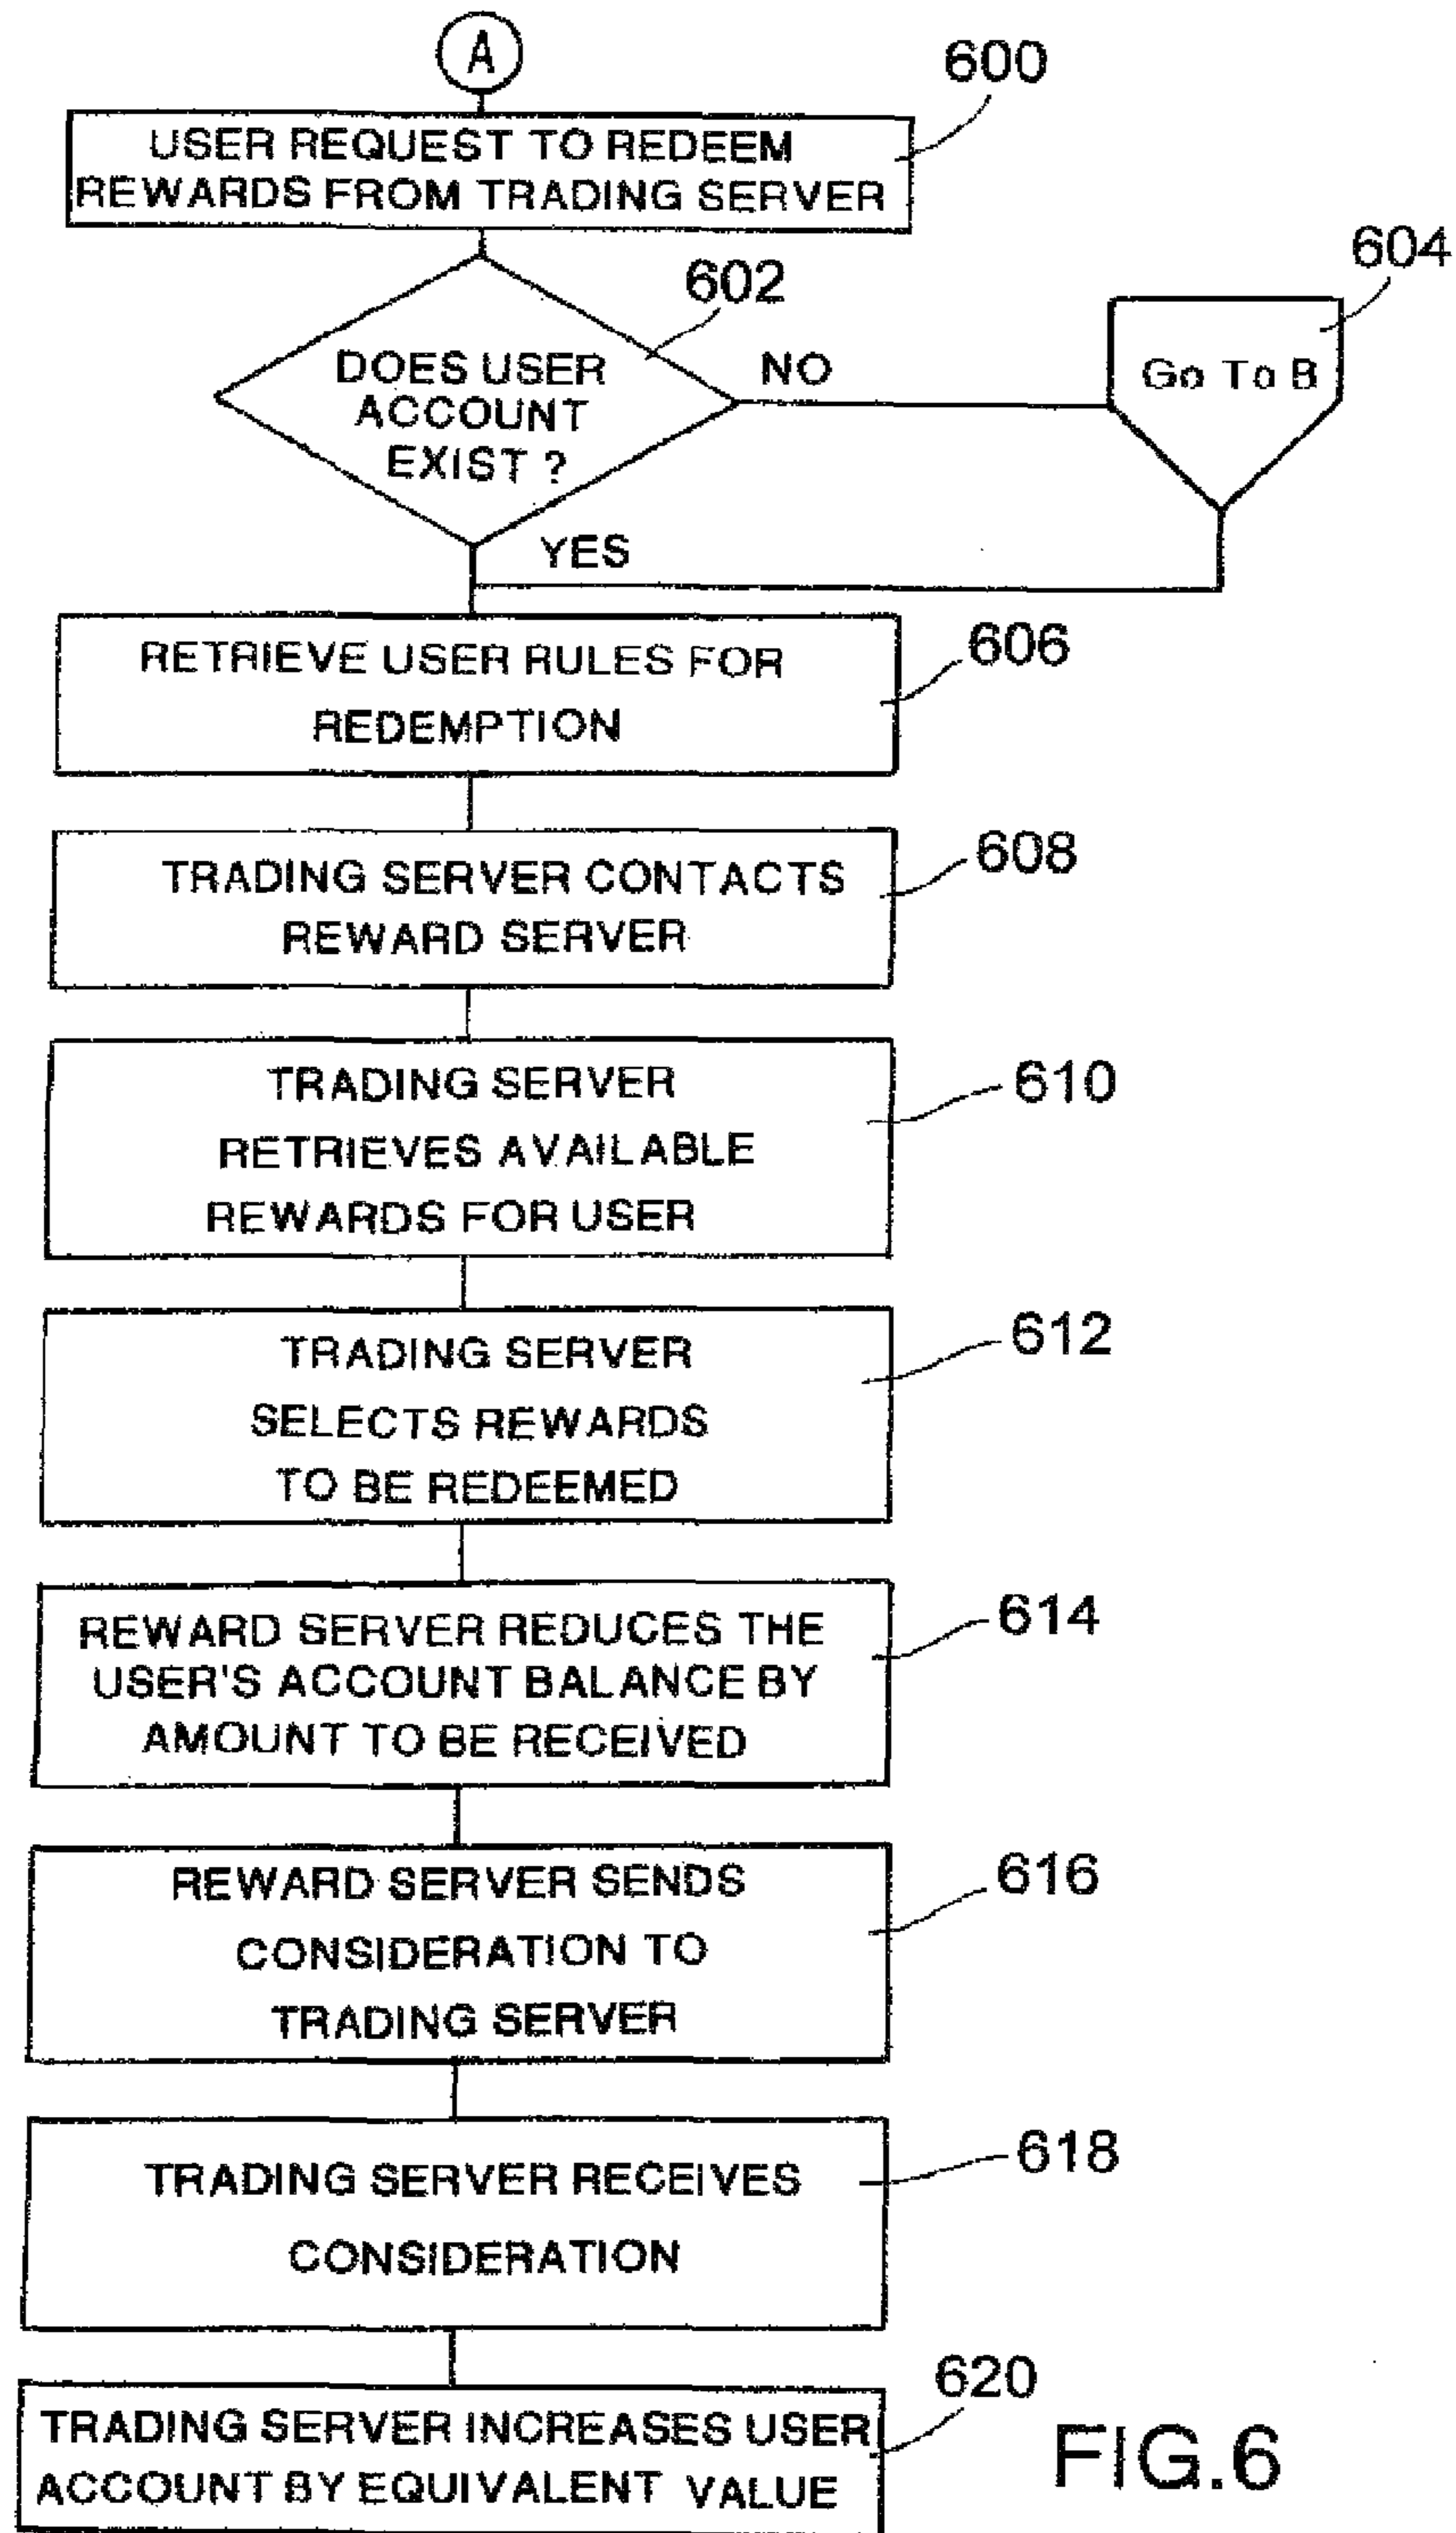 A
600
USER REQUEST TO REDEEM
REWARDS FROM TRADING SERVER
602
604
DOES USER
ACCOUNT
EXIST ?
NO
Go To B
YES
RETRIEVE USER RULES FOR
REDEMPTION
606
TRADING SERVER CONTACTS
REWARD SERVER
608
TRADING SERVER
RETRIEVES AVAILABLE
REWARDS FOR USER
610
TRADING SERVER
SELECTS REWARDS
TO BE REDEEMED
612
REWARD SERVER REDUCES THE
USER'S ACCOUNT BALANCE BY
AMOUNT TO BE RECEIVED
614
REWARD SERVER SENDS
CONSIDERATION TO
TRADING SERVER
616
TRADING SERVER RECEIVES
CONSIDERATION
618
TRADING SERVER INCREASES USER
ACCOUNT BY EQUIVALENT VALUE
620
FIG.6